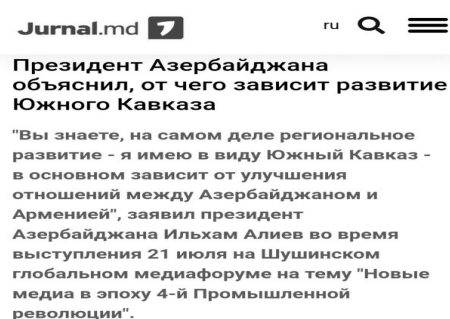 Jurnal.md 7
ru
Президент Азербайджана
объяснил, от чего зависит развитие
Южного Кавказа
"Вы знаете, на самом деле региональное
развитие - я имею в виду Южный Кавказ -
в основном зависит от улучшения
отношений между Азербайджаном и
Арменией", заявил президент
Азербайджана Ильхам Алиев во время
выступления 21 июля на Шушинском
глобальном медиафоруме на тему "Новые
медиа в эпоху 4-й Промышленной
революции".